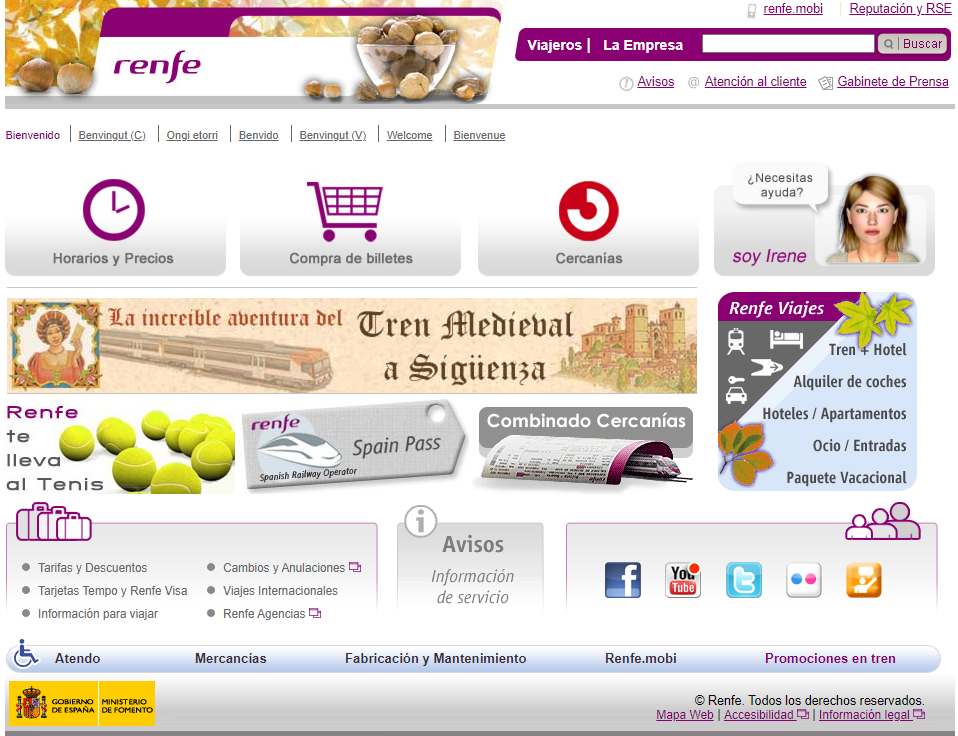 renfe.mobi | Reputación y RSE
renfe
Viajeros | La Empresa
Buscar
Avisos
@ Atención al cliente
Gabinete de Prensa
Bienvenido | Benvingut (C) | Ongi etorri | Benvido | Benvingut (V) | Welcome | Bienvenue
¿Necesitas
ayuda?
soy Irene
Horarios y Precios
Compra de billetes
Cercanías
La increible aventura del
Tren Medieval
a Sigüenza
Renfe Viajes
Tren + Hotel
Alquiler de coches
Hoteles / Apartamentos
Ocio / Entradas
Paquete Vacacional
Renfe
te
lleva
al Tenis
renfe
Spain Pass
Spanish Railway Operator
Combinado Cercanías
renfe
Tarifas y Descuentos
Tarjetas Tempo y Renfe Visa
Información para viajar
Cambios y Anulaciones
Viajes Internacionales
Renfe Agencias
i
Avisos
Información
de servicio
f
You
Tube
t
Atendo
Mercancías
Fabricación y Mantenimiento
Renfe.mobi
Promociones en tren
GOBIERNO
DE ESPAÑA
MINISTERIO
DE FOMENTO
© Renfe. Todos los derechos reservados.
Mapa Web | Accesibilidad | Información legal